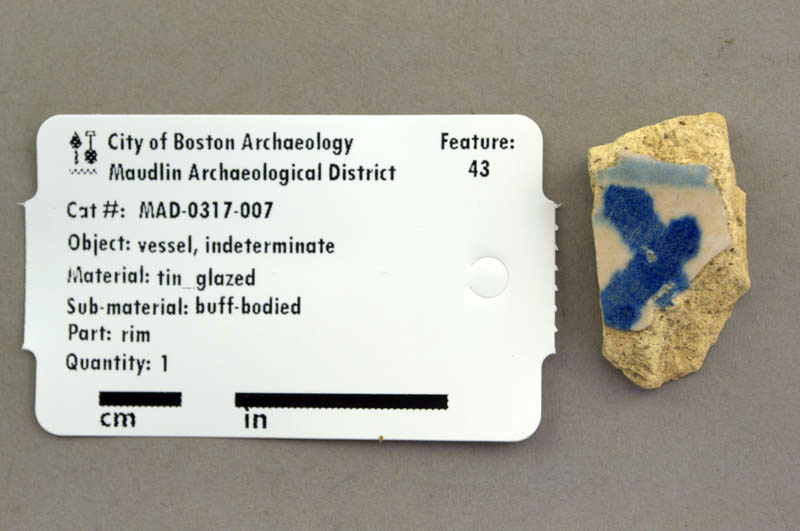 City of Boston Archaeology
Maudlin Archaeological District
Feature:
43
Cat #: MAD-0317-007
Object: vessel, indeterminate
Material: tin_glazed
Sub-material: buff-bodied
Part: rim
Quantity: 1
cm
in